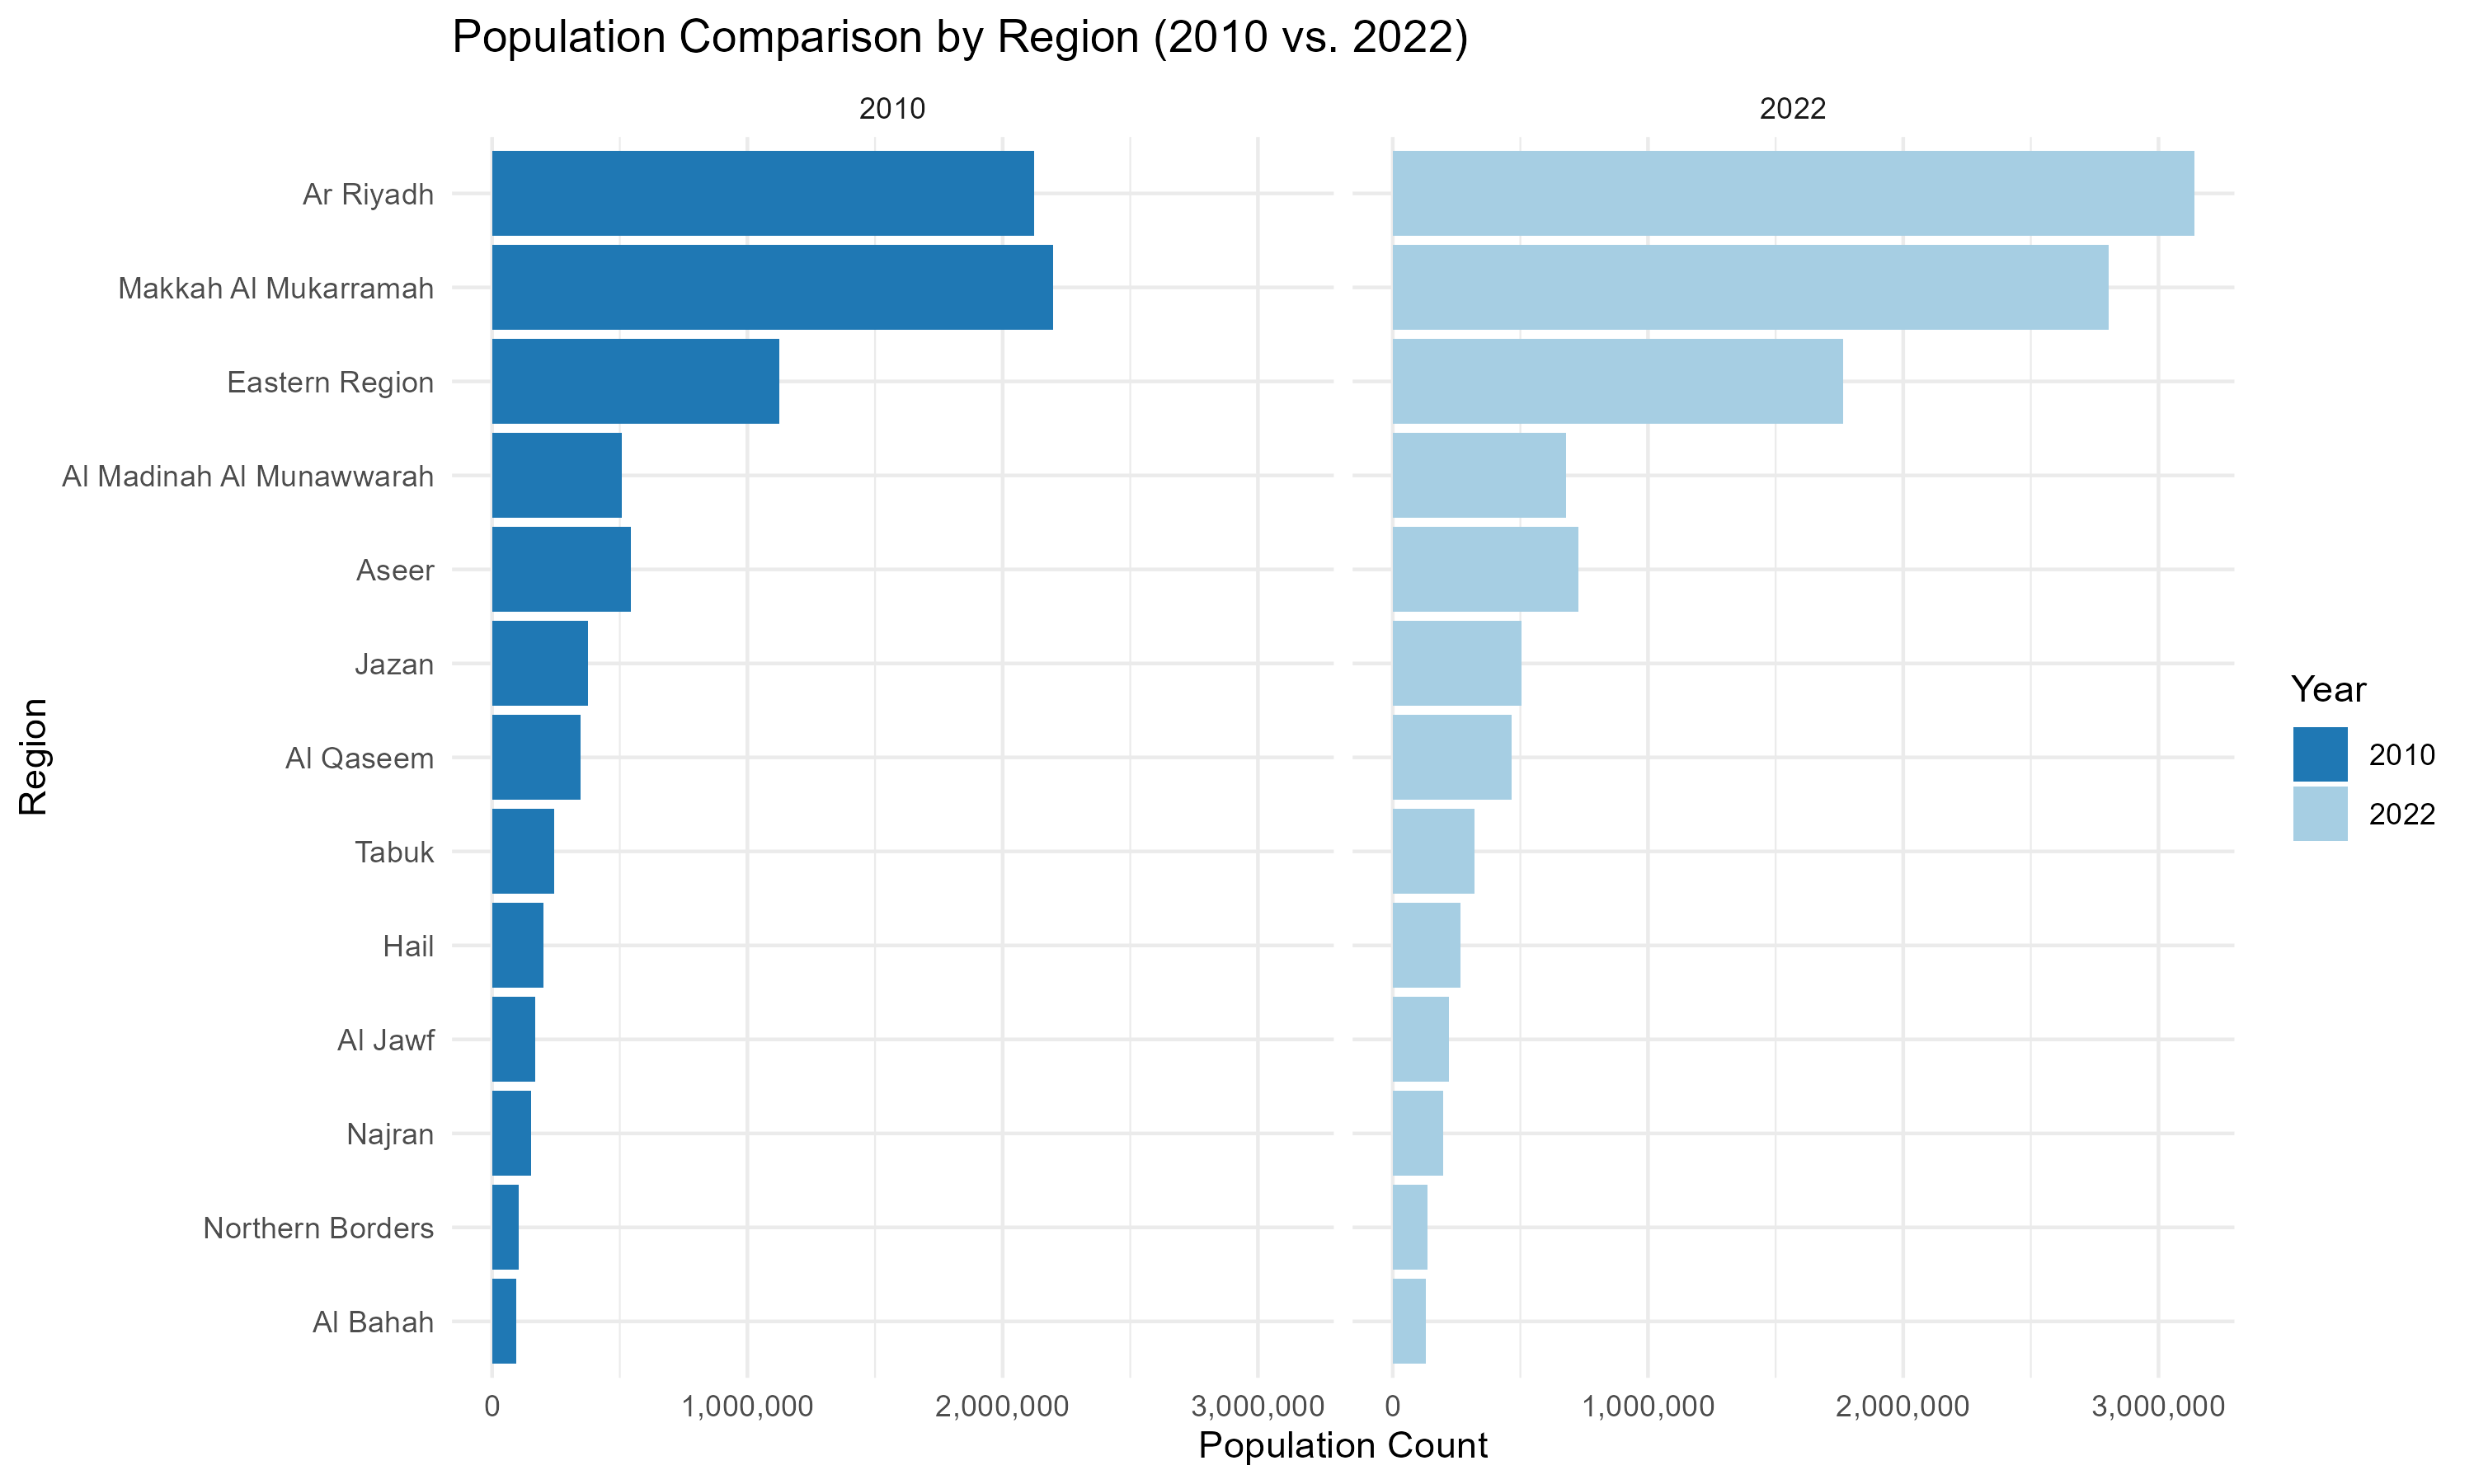 Population Comparison by Region (2010 vs. 2022)
2010
2022
Ar Riyadh
Makkah Al Mukarramah
Eastern Region
Al Madinah Al Munawwarah
Aseer
Jazan
Al Qaseem
Tabuk
Hail
Al Jawf
Najran
Northern Borders
Al Bahah
Region
0 1,000,000 2,000,000 3,000,000
0 1,000,000 2,000,000 3,000,000
Population Count
Year
2010
2022